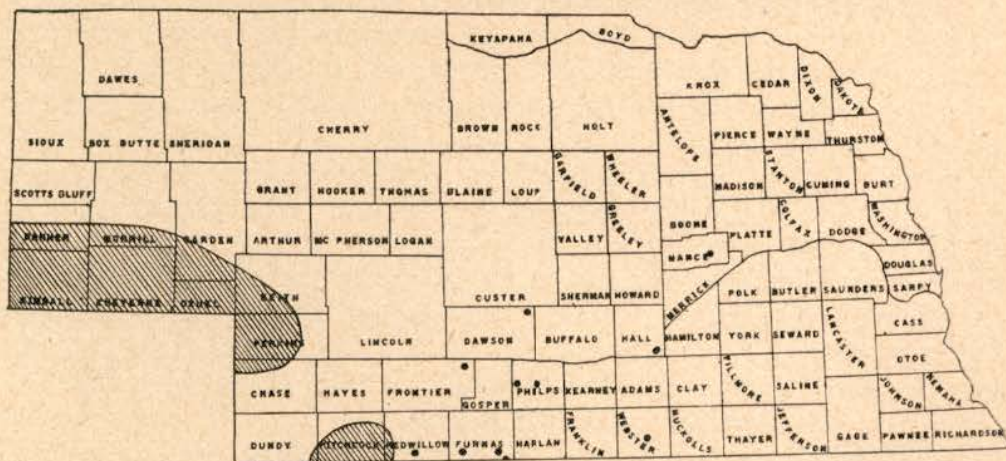 KEYAPAHA
BOYD
DAWES
KNOX
CEDAR
DIXON
DAKOTA
SIOUX
BOX BUTTE
SHERIDAN
CHERRY
BROWN
ROCK
HOLT
ANTELOPE
PIERCE
WAYNE
THURSTON
SCOTTS BLUFF
GRANT
HOOKER
THOMAS
BLAINE
LOUP
GARFIELD
WHEELER
MADISON
STANTON
CUMING
BURT
BANNER
MORRILL
GARDEN
ARTHUR
MC PHERSON
LOGAN
VALLEY
GREELEY
BOONE
PLATTE
COLFAX
DODGE
WASHINGTON
NANCE
DOUGLAS
KIMBALL
CHEYENNE
DEUEL
KEITH
CUSTER
SHERMAN
HOWARD
MERRICK
POLK
BUTLER
SAUNDERS
SARPY
PERKINS
LINCOLN
DAWSON
BUFFALO
HALL
HAMILTON
YORK
SEWARD
LANCASTER
CASS
OTOE
CHASE
HAYES
FRONTIER
GOSPER
PHELPS
KEARNEY
ADAMS
CLAY
FILLMORE
SALINE
JOHNSON
NEMAHA
DUNDY
HITCHCOCK
REDWILLOW
FURNAS
HARLAN
FRANKLIN
WEBSTER
NUCKOLLS
THAYER
JEFFERSON
GAGE
PAWNEE
RICHARDSON